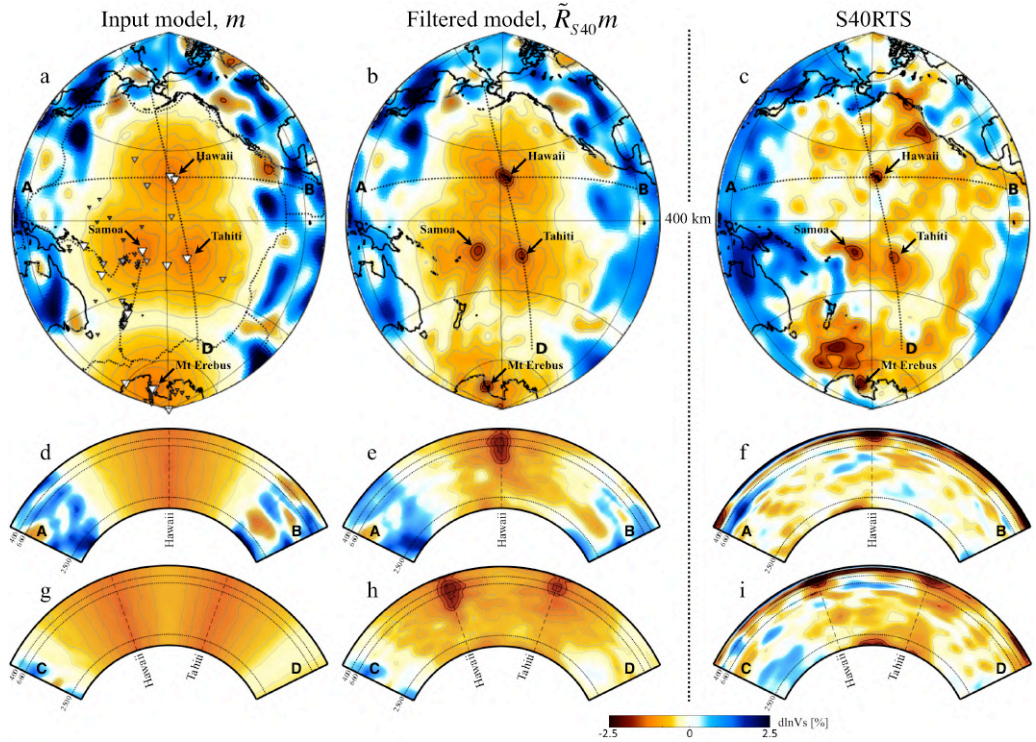 Input model, m
Filtered model, R̃_S40 m
S40RTS
a
b
c
Hawaii
Hawaii
Hawaii
A
B
A
B
A
B
400 km
Samoa
Tahiti
Samoa
Tahiti
Samoa
Tahiti
D
D
D
Mt Erebus
Mt Erebus
Mt Erebus
d
e
f
A
Hawaii
B
A
Hawaii
B
A
Hawaii
B
g
h
i
C
Hawaii
Tahiti
D
C
Hawaii
Tahiti
D
C
Hawaii
Tahiti
D
dlnVs [%]
-2.5
0
2.5